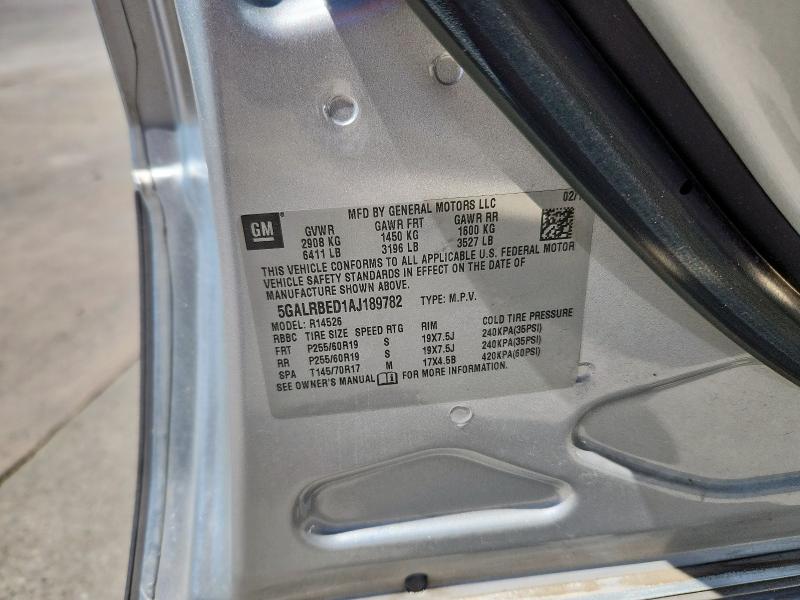 GM
MFD BY GENERAL MOTORS LLC
GVWR GAWR FRT GAWR RR
2908 KG 1450 KG 1600 KG
6411 LB 3196 LB 3527 LB
THIS VEHICLE CONFORMS TO ALL APPLICABLE U.S. FEDERAL MOTOR
VEHICLE SAFETY STANDARDS IN EFFECT ON THE DATE OF
MANUFACTURE SHOWN ABOVE.
5GALRBED1AJ189782 TYPE: M.P.V.
MODEL: R14526
RBBC TIRE SIZE SPEED RTG RIM COLD TIRE PRESSURE
FRT P255/60R19 S 19X7.5J 240KPA(35PSI)
RR P255/60R19 S 19X7.5J 240KPA(35PSI)
SPA T145/70R17 M 17X4.5B 420KPA(60PSI)
SEE OWNER'S MANUAL FOR MORE INFORMATION.